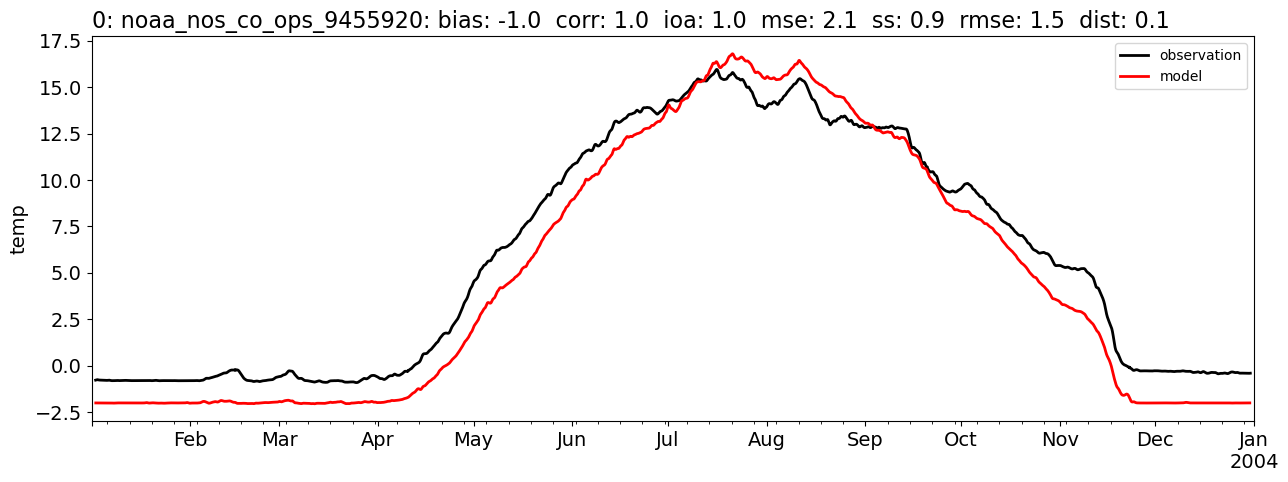 0: noaa_nos_co_ops_9455920: bias: -1.0  corr: 1.0  ioa: 1.0  mse: 2.1  ss: 0.9  rmse: 1.5  dist: 0.1
17.5
15.0
12.5
10.0
7.5
5.0
2.5
0.0
−2.5
temp
observation
model
Feb Mar Apr May Jun Jul Aug Sep Oct Nov Dec Jan
2004